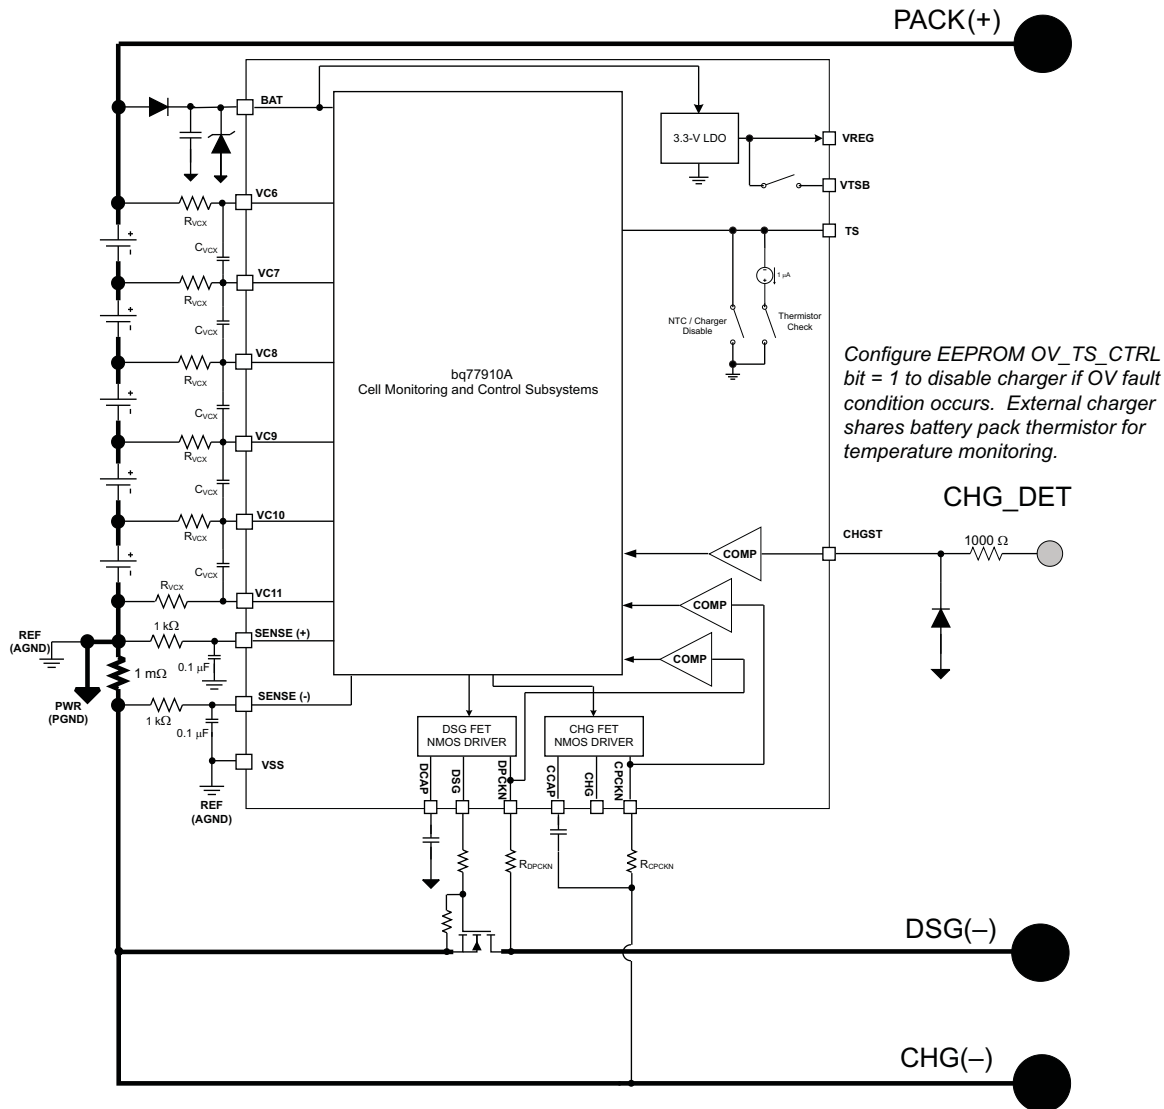 PACK(+)
BAT
3.3-V LDO
VREG
VTSB
VC6
RVCX
CVCX
TS
+
-
VC7
RVCX
1 µA
-
+
+
-
CVCX
NTC / Charger
Disable
Thermistor
Check
VC8
RVCX
bq77910A
Cell Monitoring and Control Subsystems
Configure EEPROM OV_TS_CTRL
bit = 1 to disable charger if OV fault
condition occurs. External charger
shares battery pack thermistor for
temperature monitoring.
+
-
CVCX
VC9
RVCX
+
-
CVCX
CHG_DET
VC10
RVCX
CHGST
1000 Ω
COMP
+
-
CVCX
RVCX
VC11
COMP
REF
(AGND)
1 kΩ
SENSE (+)
COMP
1 mΩ
0.1 µF
PWR
(PGND)
SENSE (-)
1 kΩ
0.1 µF
DSG FET
NMOS DRIVER
CHG FET
NMOS DRIVER
VSS
DCAP
DSG
DPCKN
CCAP
CHG
CPCKN
REF
(AGND)
RDPCKN
RCPCKN
DSG(–)
CHG(–)